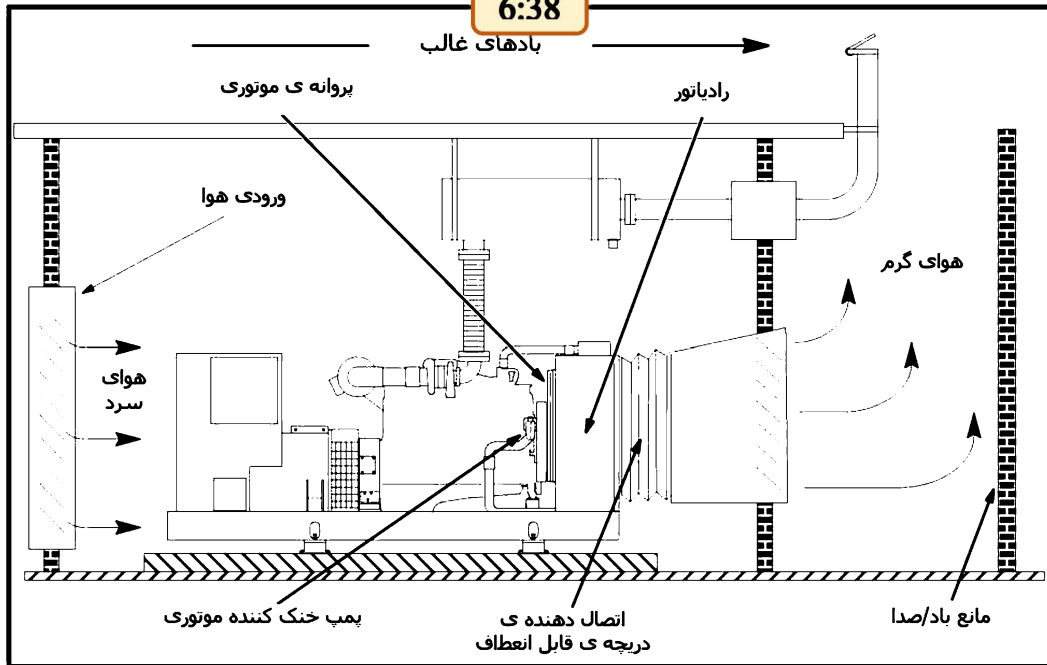 6:38
بادهای غالب
پروانه ی موتوری
رادیاتور
ورودی هوا
هوای گرم
هوای
سرد
پمپ خنک کننده موتوری
اتصال دهنده ی
دریچه ی قابل انعطاف
مانع باد/صدا